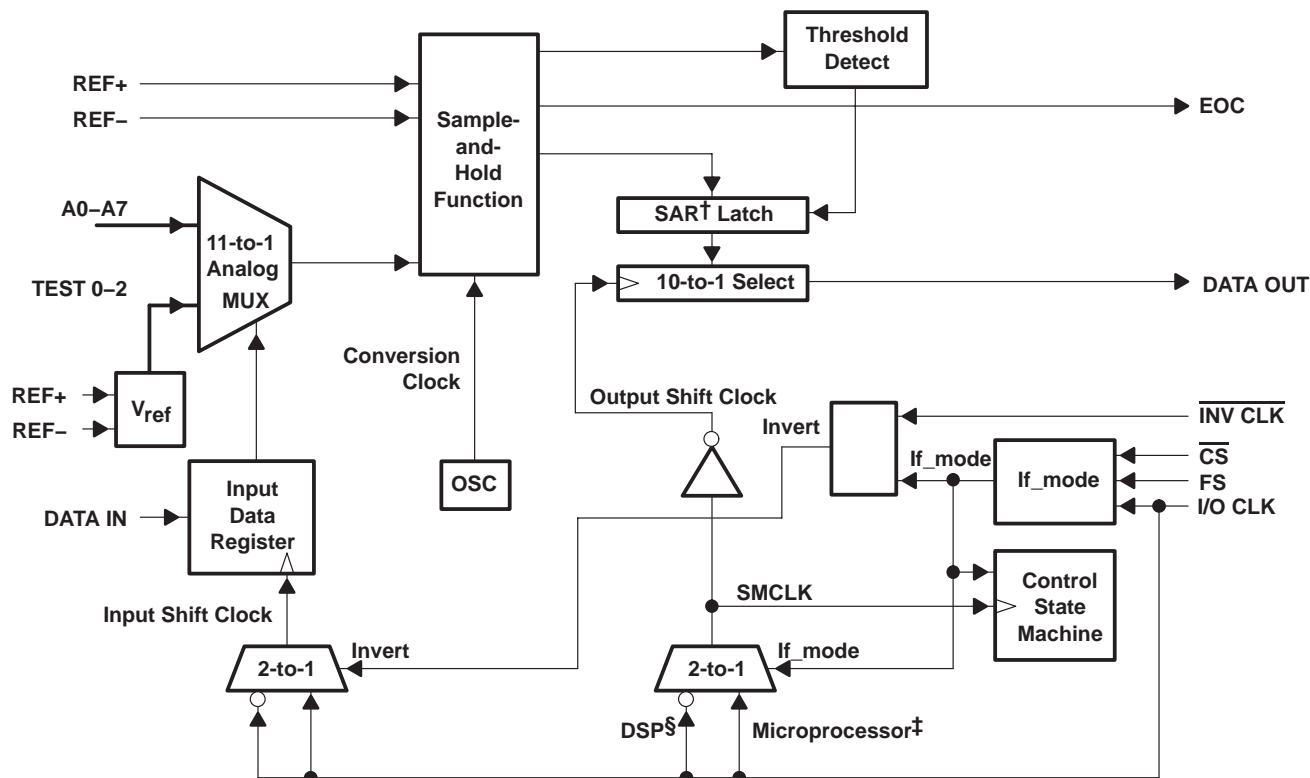 Threshold
Detect
REF+
REF–
Sample-
and-
Hold
Function
EOC
A0–A7
11-to-1
Analog
MUX
SAR† Latch
TEST 0–2
10-to-1 Select
DATA OUT
Conversion
Clock
REF+
REF–
Vref
Output Shift Clock
Invert
INV CLK
If_mode
If_mode
CS
FS
I/O CLK
OSC
DATA IN
Input
Data
Register
Input Shift Clock
SMCLK
Control
State
Machine
2-to-1
Invert
2-to-1
If_mode
DSP§
Microprocessor‡